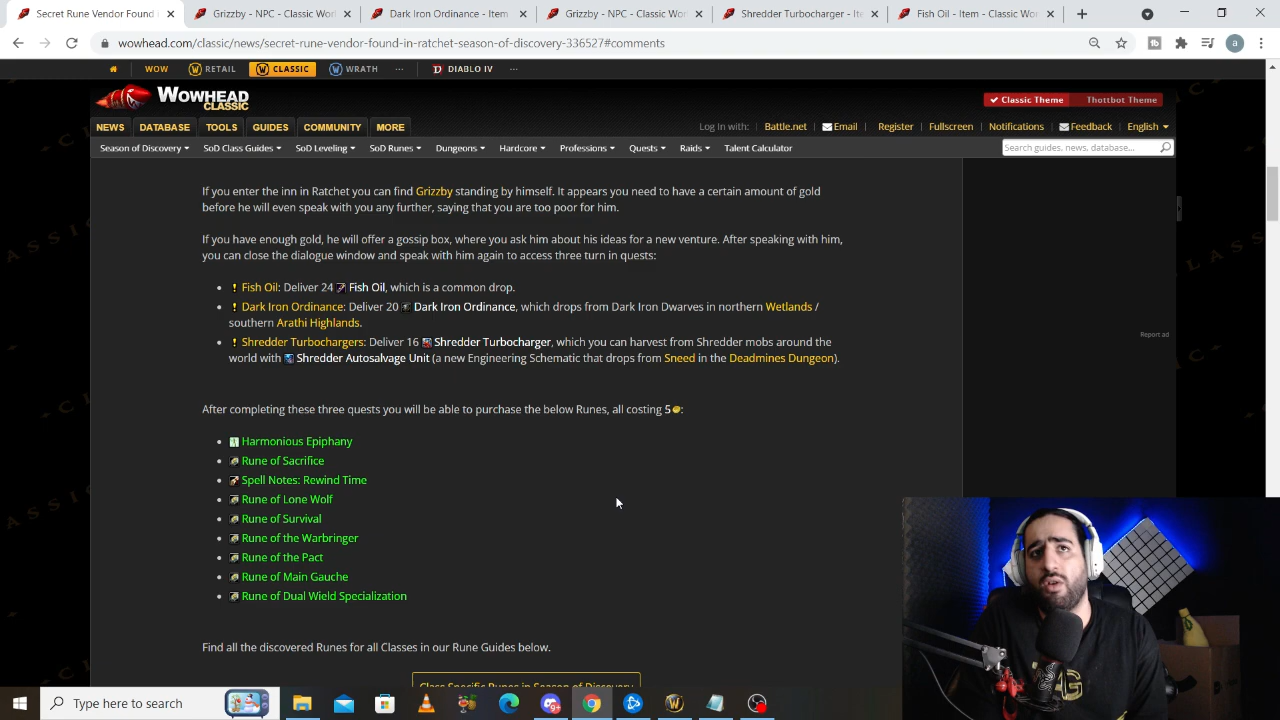 Secret Rune Vendor Found
Grizzby - NPC - Classic Worl
Dark Iron Ordinance - Item
Grizzby - NPC - Classic Wo
Shredder Turbocharger - Ite
Fish Oil - Item - Classic Wor
wowhead.com/classic/news/secret-rune-vendor-found-in-ratchet-season-of-discovery-336527#comments
WOW RETAIL CLASSIC WRATH ... DIABLO IV ...
WOWHEAD
CLASSIC
Classic Theme Thottbot Theme
NEWS DATABASE TOOLS GUIDES COMMUNITY MORE
Log In with: Battle.net Email Register Fullscreen Notifications Feedback English
Season of Discovery SoD Class Guides SoD Leveling SoD Runes Dungeons Hardcore Professions Quests Raids Talent Calculator
Search guides, news, database...
If you enter the inn in Ratchet you can find Grizzby standing by himself. It appears you need to have a certain amount of gold
before he will even speak with you any further, saying that you are too poor for him.
If you have enough gold, he will offer a gossip box, where you ask him about his ideas for a new venture. After speaking with him,
you can close the dialogue window and speak with him again to access three turn in quests:
Fish Oil: Deliver 24 Fish Oil, which is a common drop.
Dark Iron Ordinance: Deliver 20 Dark Iron Ordinance, which drops from Dark Iron Dwarves in northern Wetlands /
southern Arathi Highlands.
Shredder Turbochargers: Deliver 16 Shredder Turbocharger, which you can harvest from Shredder mobs around the
world with Shredder Autosalvage Unit (a new Engineering Schematic that drops from Sneed in the Deadmines Dungeon).
Report ad
After completing these three quests you will be able to purchase the below Runes, all costing 5:
Harmonious Epiphany
Rune of Sacrifice
Spell Notes: Rewind Time
Rune of Lone Wolf
Rune of Survival
Rune of the Warbringer
Rune of the Pact
Rune of Main Gauche
Rune of Dual Wield Specialization
Find all the discovered Runes for all Classes in our Rune Guides below.
Class Specific Runes in Season of Discovery
Type here to search